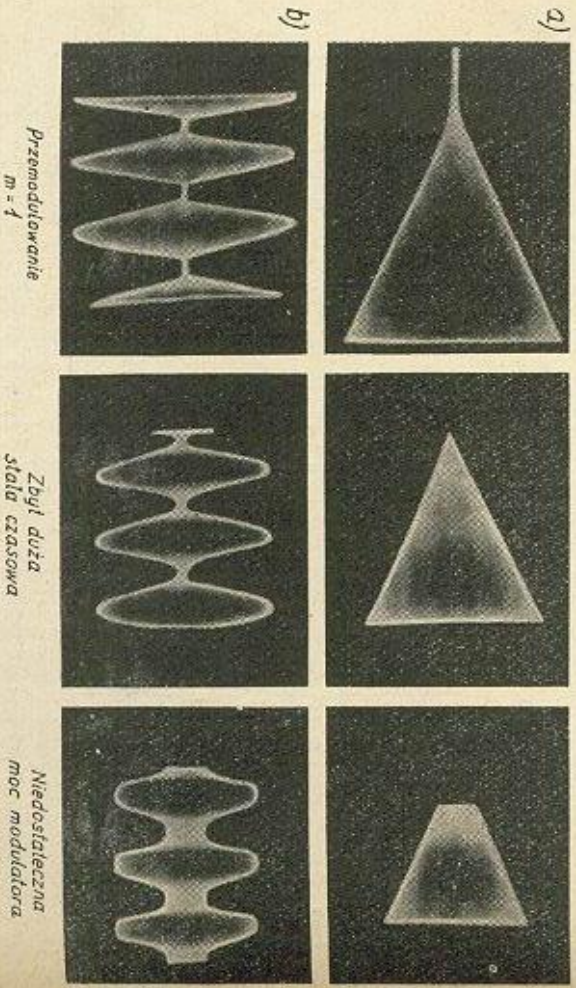 a)
b)
Przemodulowanie
m = 1
Zbyt duża
stała czasowa
Niedostateczna
moc modulatora